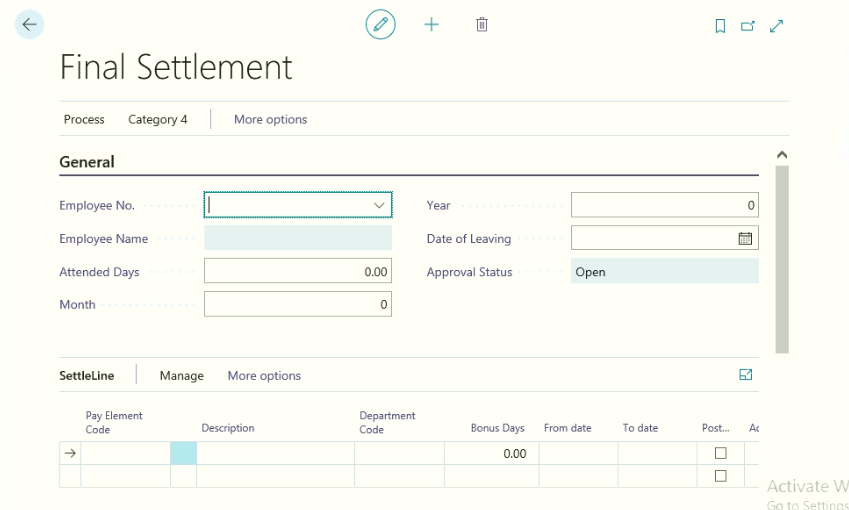 Final Settlement
Process Category 4 More options
General
Employee No. Year 0
Employee Name Date of Leaving
Attended Days 0.00 Approval Status Open
Month 0
SettleLine Manage More options
Pay Element Code Description Department Code Bonus Days From date To date Post... Ac
0.00
Activate W
Go to Settings